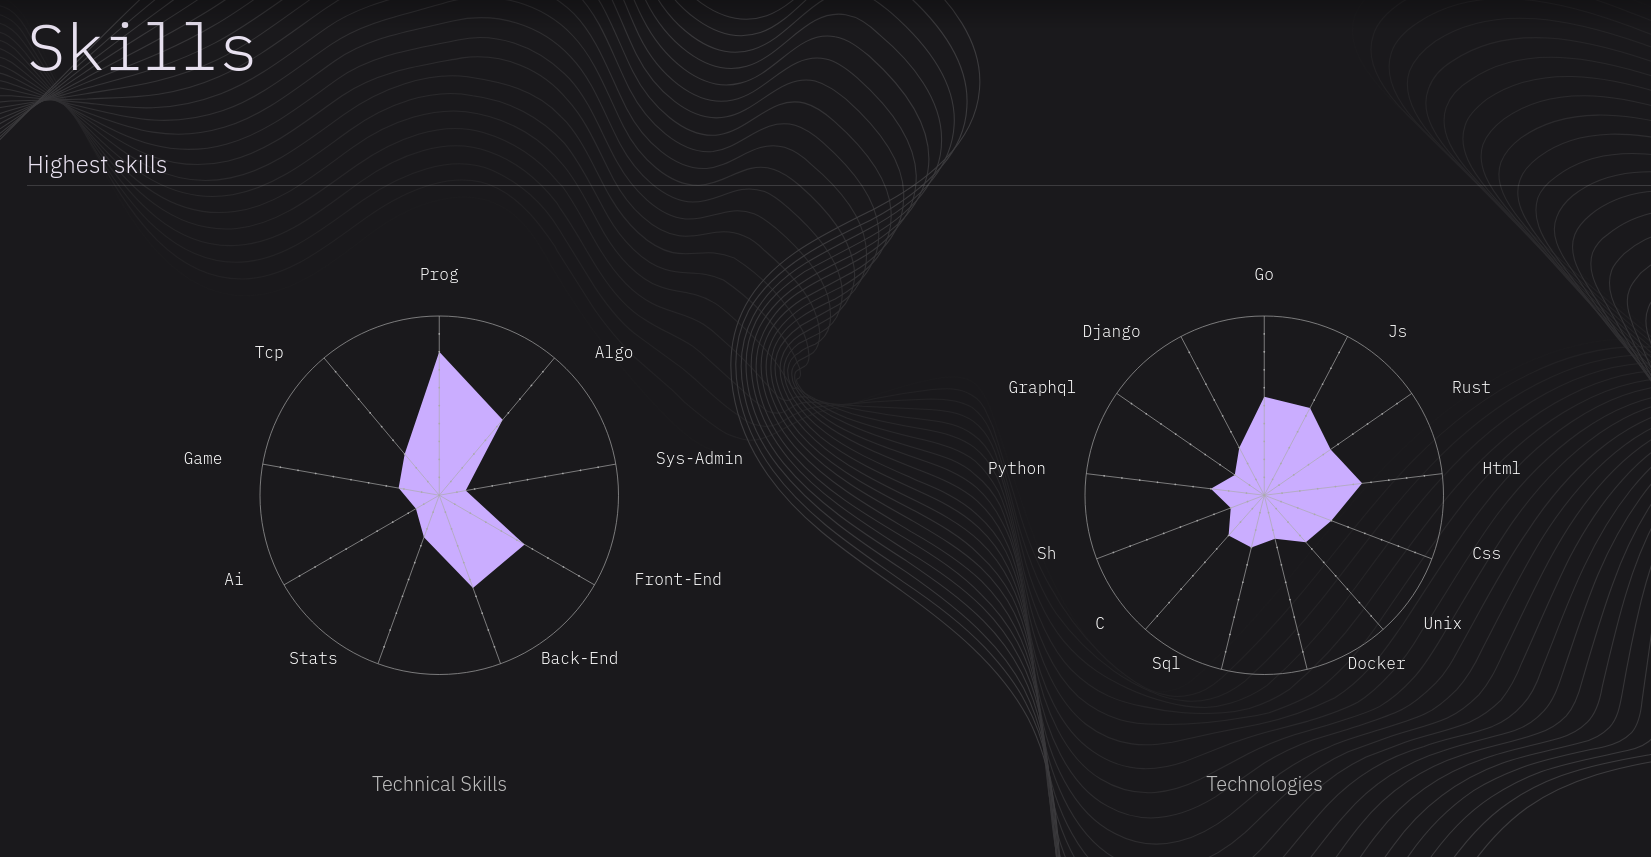 Skills
Highest skills
Prog
Algo
Sys-Admin
Front-End
Back-End
Stats
Ai
Game
Tcp
Technical Skills
Go
Js
Rust
Html
Css
Unix
Docker
Sql
C
Sh
Python
Graphql
Django
Technologies